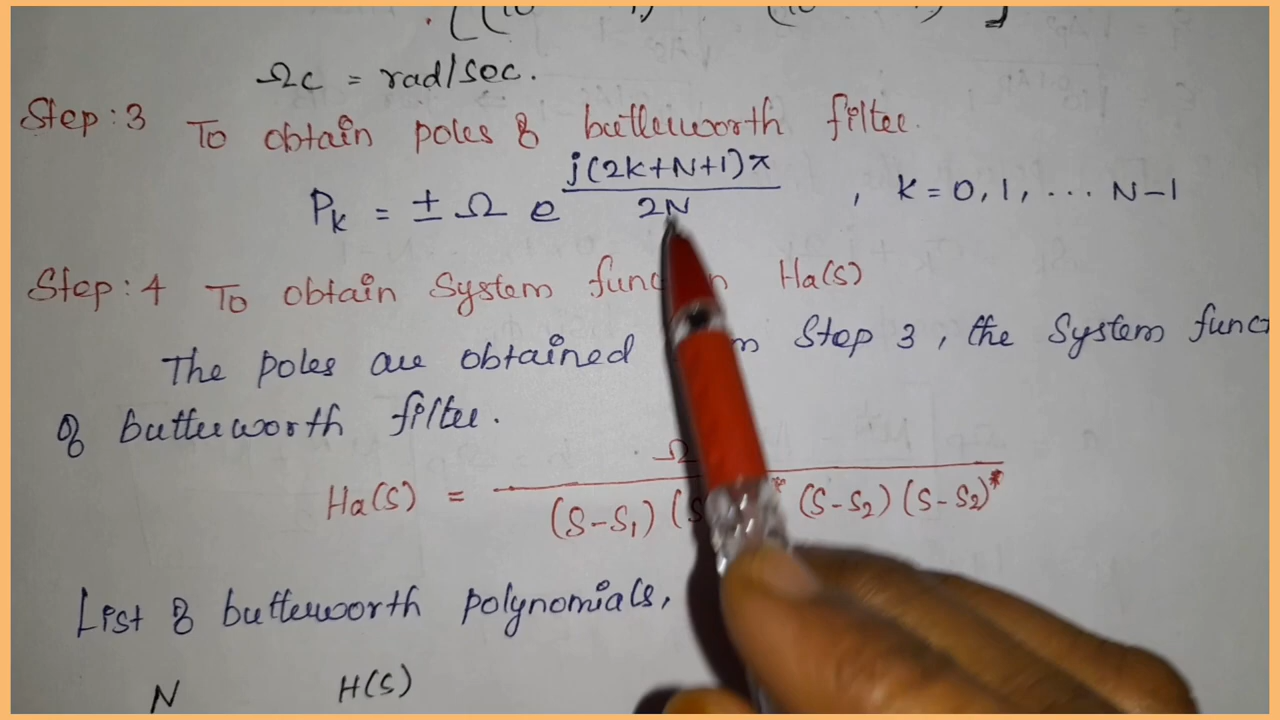 Ωc = rad/sec.
Step:3 To obtain poles of butterworth filter.
Pk = ± Ω e j(2k+N+1)π / 2N , k = 0, 1, ... N-1
Step:4 To obtain System Ha(s)
The poles are obtained Step 3, the System func
of butterworth filter.
Ω
Ha(s) = (S-S1) (S * (S-S2) (S-S2)*
List of butterworth polynomials,
N H(s)